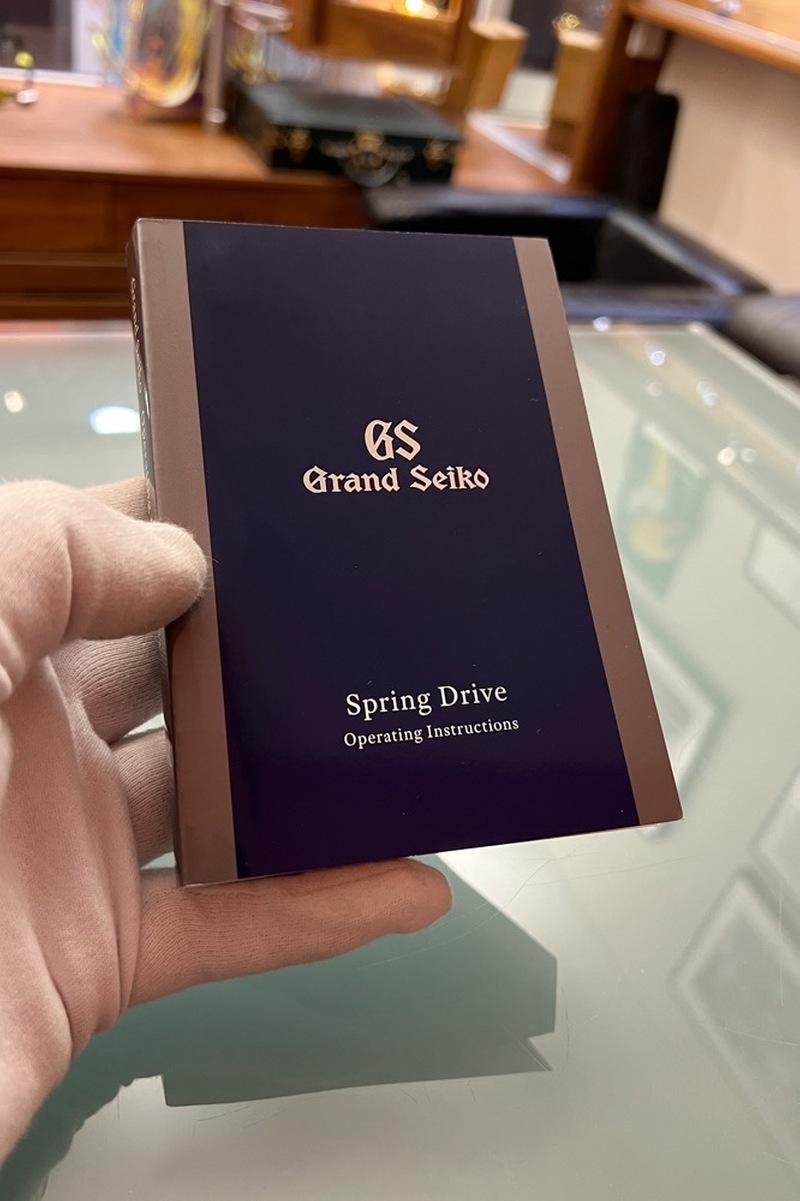 GS
Grand Seiko
Spring Drive
Operating Instructions